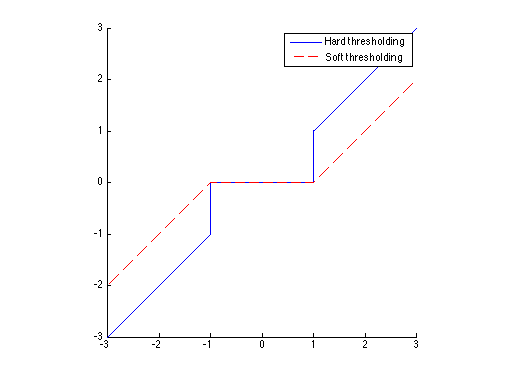 3
2
1
0
-1
-2
-3
-3 -2 -1 0 1 2 3
Hard thresholding
Soft thresholding